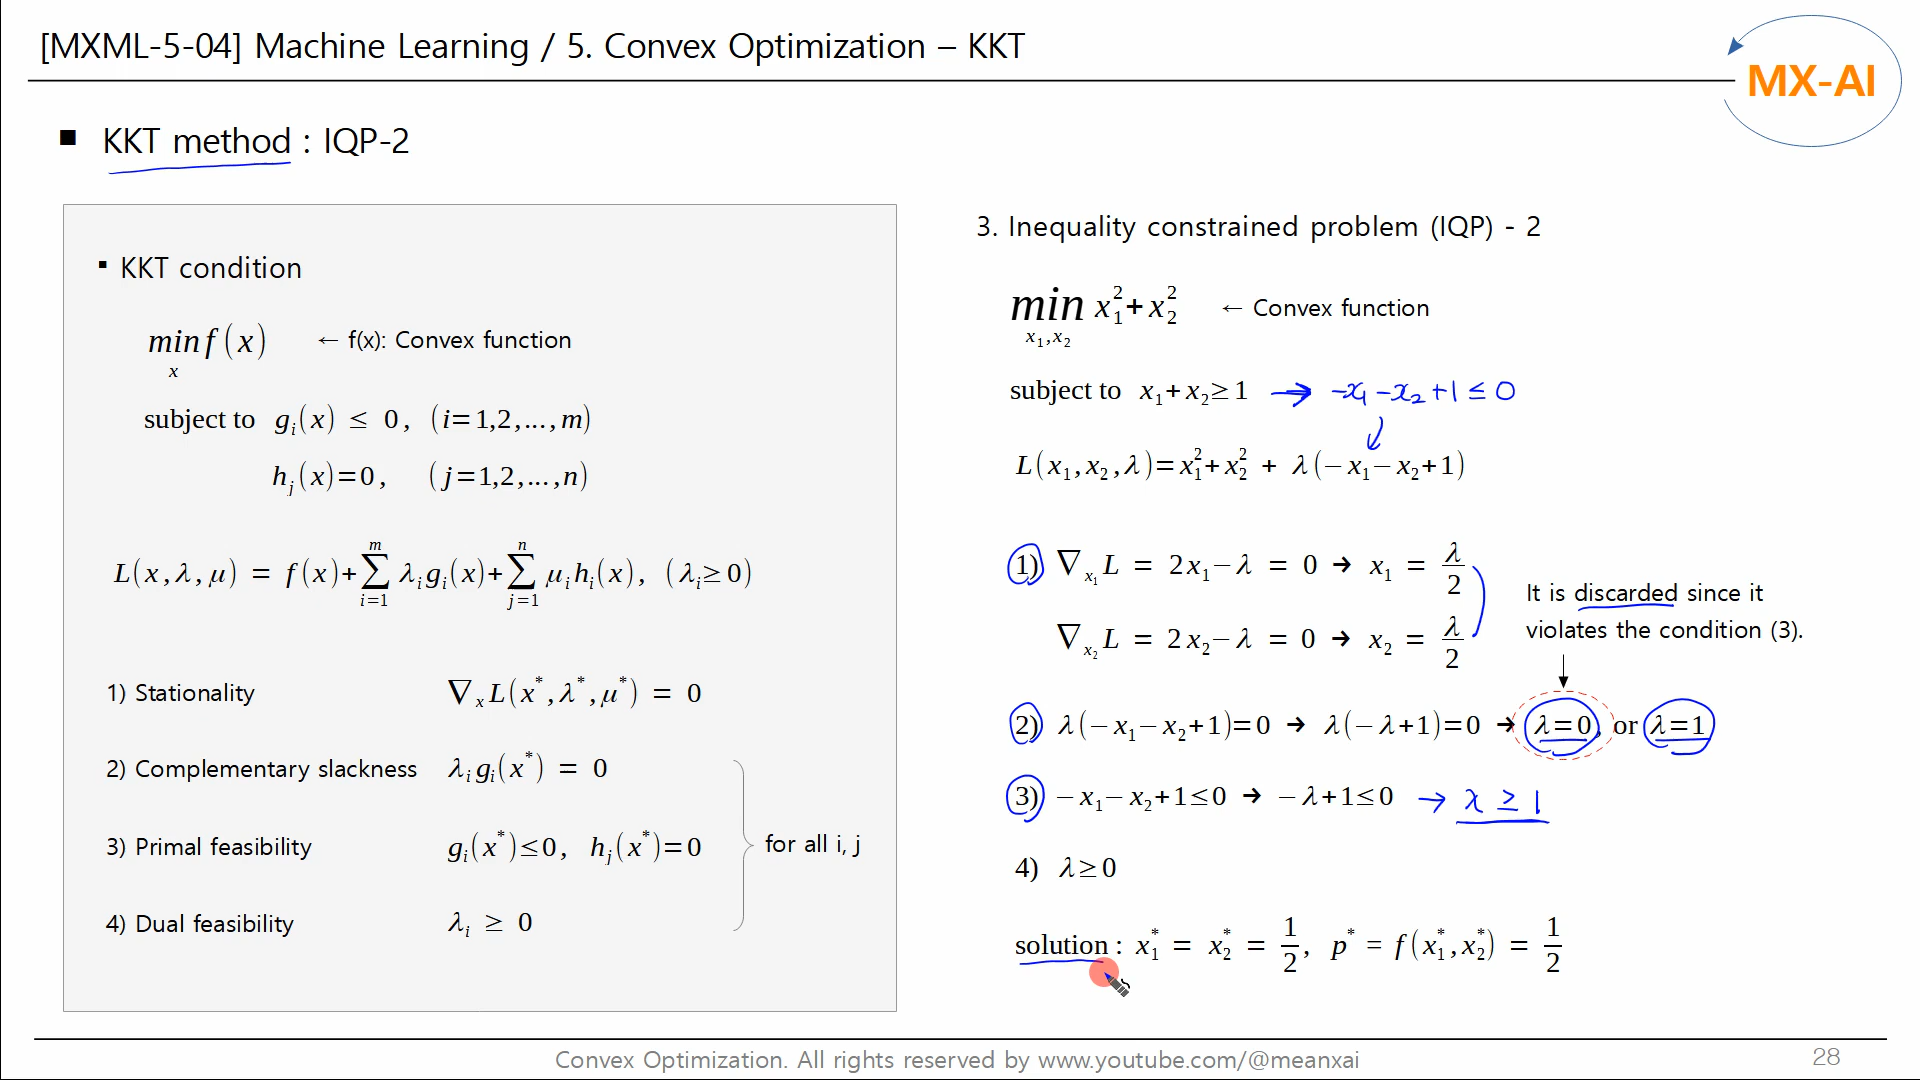 [MXML-5-04] Machine Learning / 5. Convex Optimization – KKT
MX-AI
■ KKT method : IQP-2
▪ KKT condition
min f(x) ← f(x): Convex function
x
subject to g_i(x) ≤ 0, (i=1,2,...,m)
h_j(x)=0, (j=1,2,...,n)
L(x,λ,μ) = f(x)+∑_{i=1}^{m} λ_i g_i(x)+∑_{j=1}^{n} μ_i h_i(x), (λ_i≥0)
1) Stationality ∇_x L(x*,λ*,μ*) = 0
2) Complementary slackness λ_i g_i(x*) = 0
3) Primal feasibility g_i(x*)≤0, h_j(x*)=0
for all i, j
4) Dual feasibility λ_i ≥ 0
3. Inequality constrained problem (IQP) - 2
min x_1^2+x_2^2 ← Convex function
x_1,x_2
subject to x_1+x_2≥1 → -x_1-x_2+1≤0
L(x_1,x_2,λ)=x_1^2+x_2^2 + λ(−x_1−x_2+1)
1) ∇_{x_1} L = 2x_1−λ = 0 → x_1 = λ/2
∇_{x_2} L = 2x_2−λ = 0 → x_2 = λ/2
It is discarded since it
violates the condition (3).
2) λ(−x_1−x_2+1)=0 → λ(−λ+1)=0 → λ=0, or λ=1
3) −x_1−x_2+1≤0 → −λ+1≤0 → λ ≥ 1
4) λ≥0
solution : x_1* = x_2* = 1/2, p* = f(x_1*,x_2*) = 1/2
Convex Optimization. All rights reserved by www.youtube.com/@meanxai
28